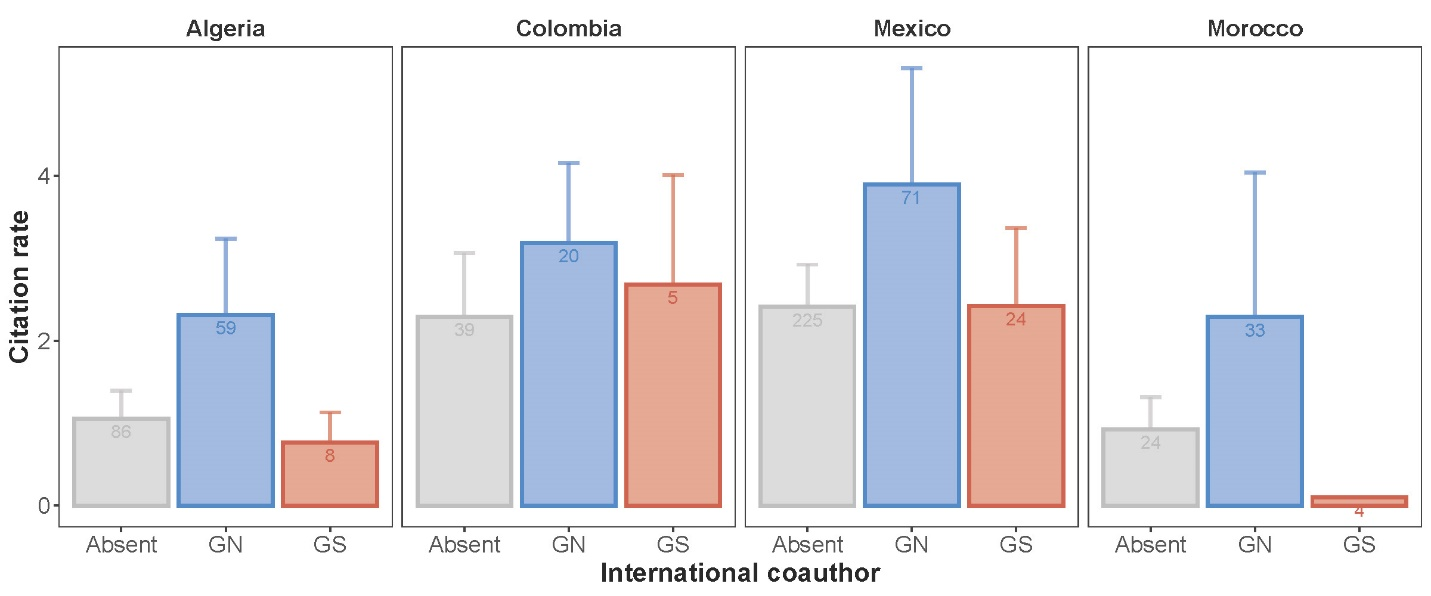 Algeria Colombia Mexico Morocco
Citation rate
4
2
0
86 59 8
39 20 5
225 71 24
24 33 4
Absent GN GS Absent GN GS Absent GN GS Absent GN GS
International coauthor